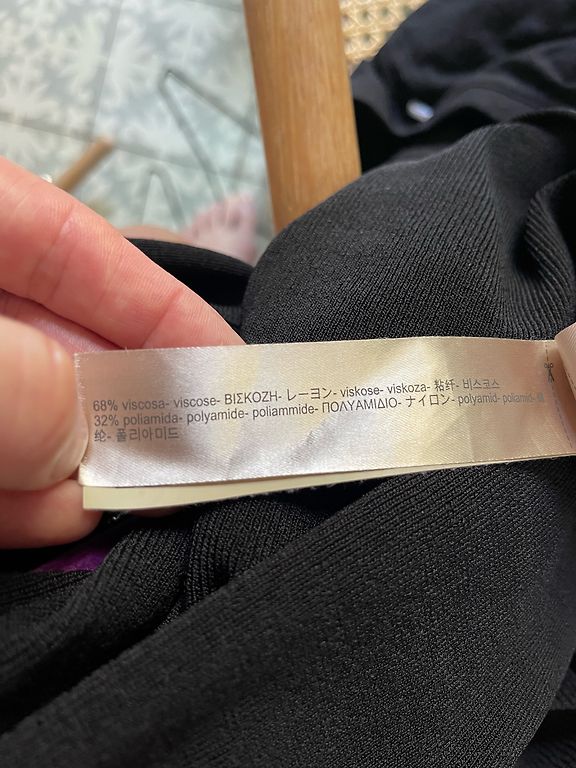 68% viscosa- viscose- ΒΙΣΚΟΖΗ- レーヨン- viskose- viskoza- 粘纤- 비스코스
32% poliamida- polyamide- poliammide- ΠΟΛΥΑΜΙΔΙΟ- ナイロン- polyamid- poliamid- 锦
纶- 폴리아미드